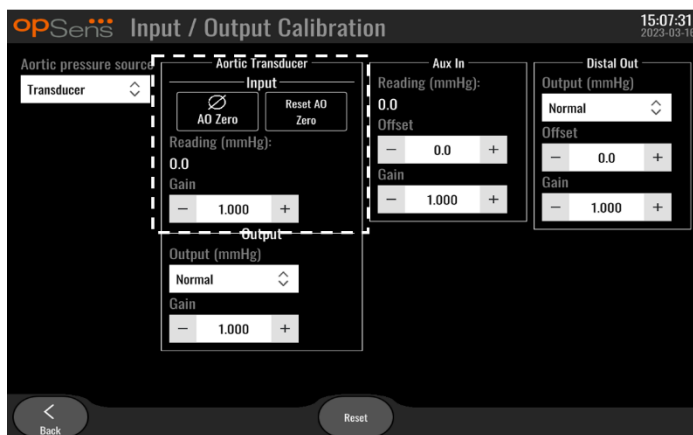 opSens Input / Output Calibration
15:07:31
2023-03-16
Aortic pressure source
Transducer
Aortic Transducer
Input
AO Zero
Reset AO
Zero
Reading (mmHg):
0.0
Gain
− 1.000 +
Output
Output (mmHg)
Normal
Gain
− 1.000 +
Aux In
Reading (mmHg):
0.0
Offset
− 0.0 +
Gain
− 1.000 +
Distal Out
Output (mmHg)
Normal
Offset
− 0.0 +
Gain
− 1.000 +
Back
Reset